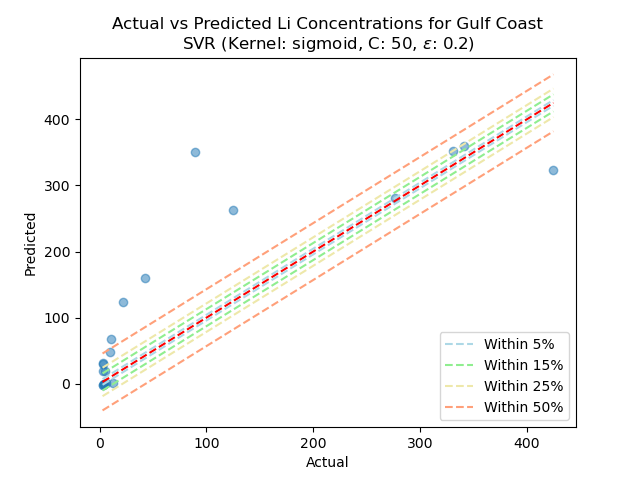 Actual vs Predicted Li Concentrations for Gulf Coast
SVR (Kernel: sigmoid, C: 50, ε: 0.2)
400
300
200
100
0
Predicted
0
100
200
300
400
Actual
Within 5%
Within 15%
Within 25%
Within 50%